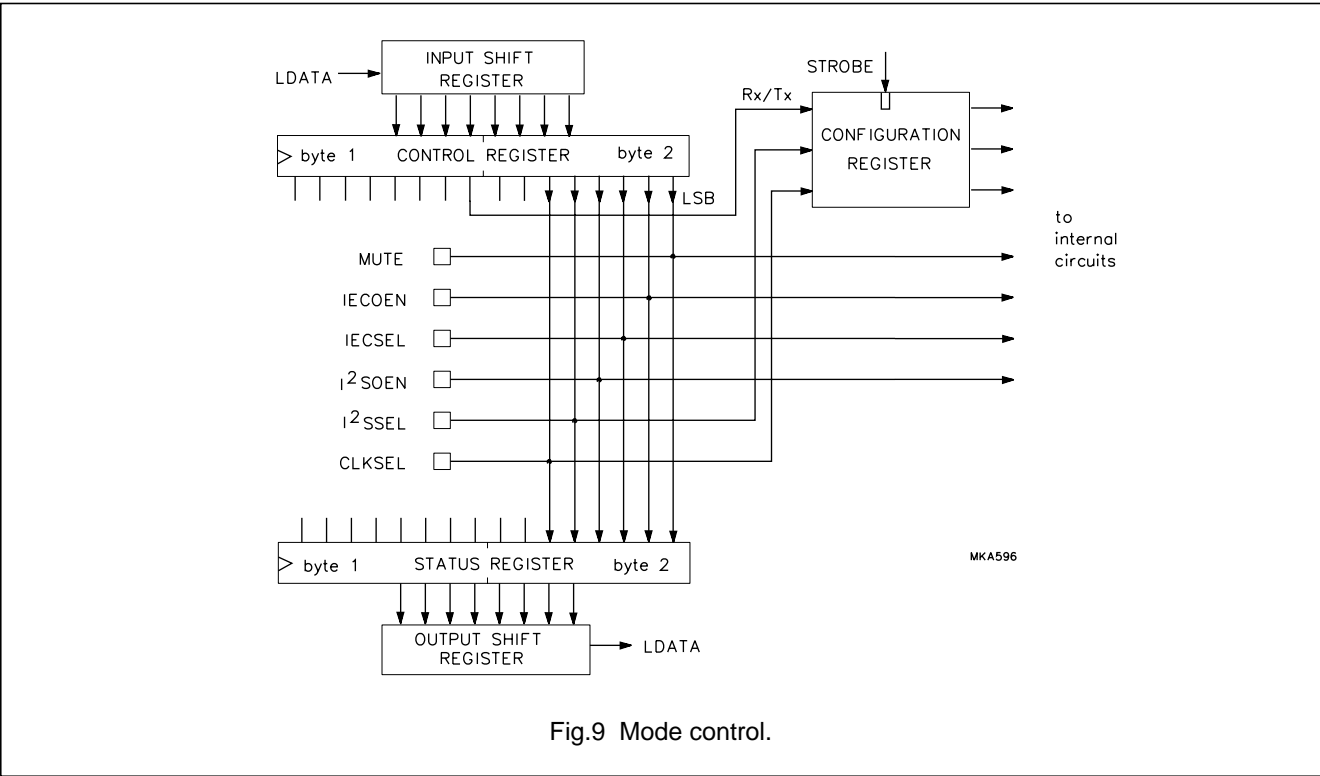 INPUT SHIFT
REGISTER
LDATA
STROBE
Rx/Tx
CONFIGURATION
REGISTER
byte 1 CONTROL REGISTER byte 2
LSB
to
internal
circuits
MUTE
IECOEN
IECSEL
I2SOEN
I2SSEL
CLKSEL
byte 1 STATUS REGISTER byte 2
MKA596
OUTPUT SHIFT
REGISTER
LDATA
Fig.9 Mode control.